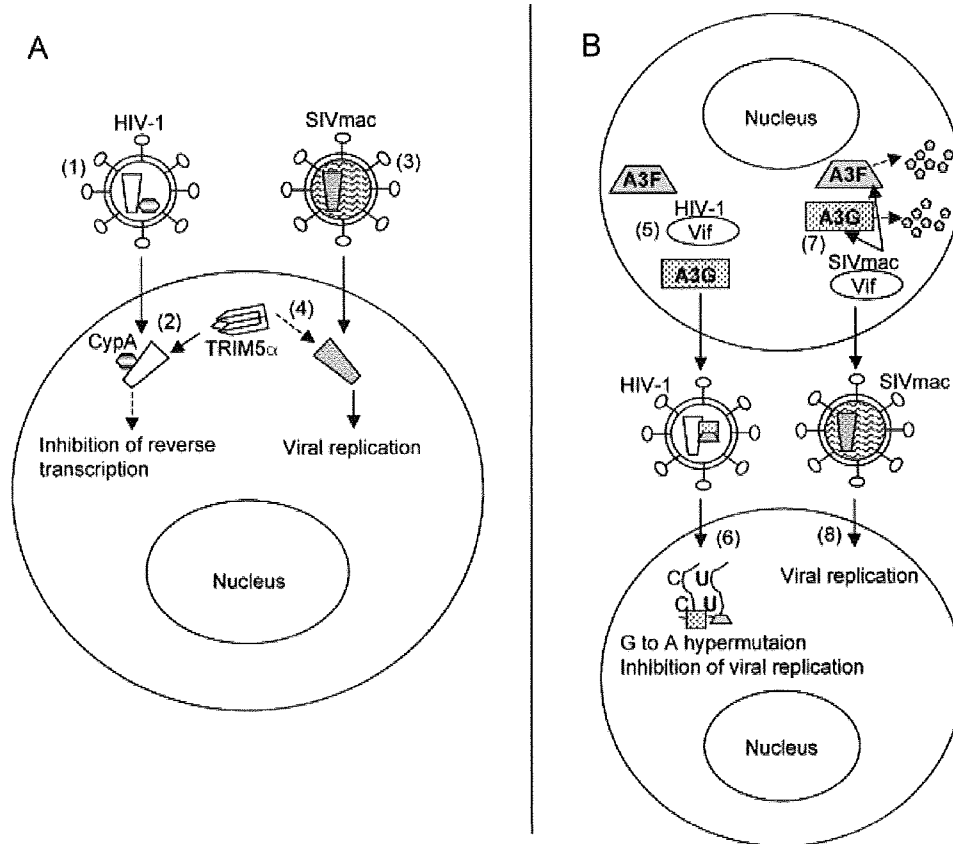 A
HIV-1
(1)
SIVmac
(3)
(2)
(4)
CypA
TRIM5α
Inhibition of reverse
transcription
Viral replication
Nucleus
B
Nucleus
A3F
A3F
HIV-1
(5)
Vif
A3G
A3G
(7)
SIVmac
Vif
HIV-1
SIVmac
(6)
(8)
C U
C U
Viral replication
G to A hypermutaion
Inhibition of viral replication
Nucleus